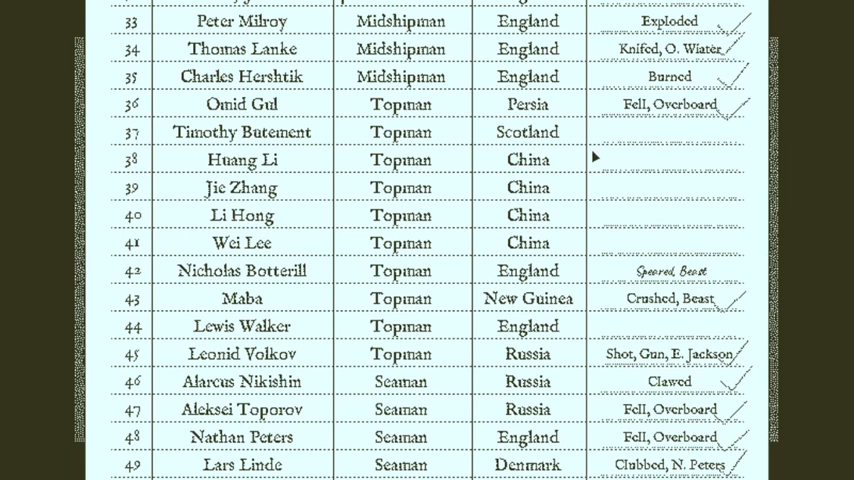 33 Peter Milroy Midshipman England Exploded
34 Thomas Lanke Midshipman England Knifed, O. Wiater
35 Charles Hershtik Midshipman England Burned
36 Omid Gul Topman Persia Fell, Overboard
37 Timothy Butement Topman Scotland
38 Huang Li Topman China
39 Jie Zhang Topman China
40 Li Hong Topman China
41 Wei Lee Topman China
42 Nicholas Botterill Topman England Speared, Beast
43 Maba Topman New Guinea Crushed, Beast
44 Lewis Walker Topman England
45 Leonid Volkov Topman Russia Shot, Gun, E. Jackson
46 Alarcus Nikishin Seaman Russia Clawed
47 Aleksei Toporov Seaman Russia Fell, Overboard
48 Nathan Peters Seaman England Fell, Overboard
49 Lars Linde Seaman Denmark Clubbed, N. Peters